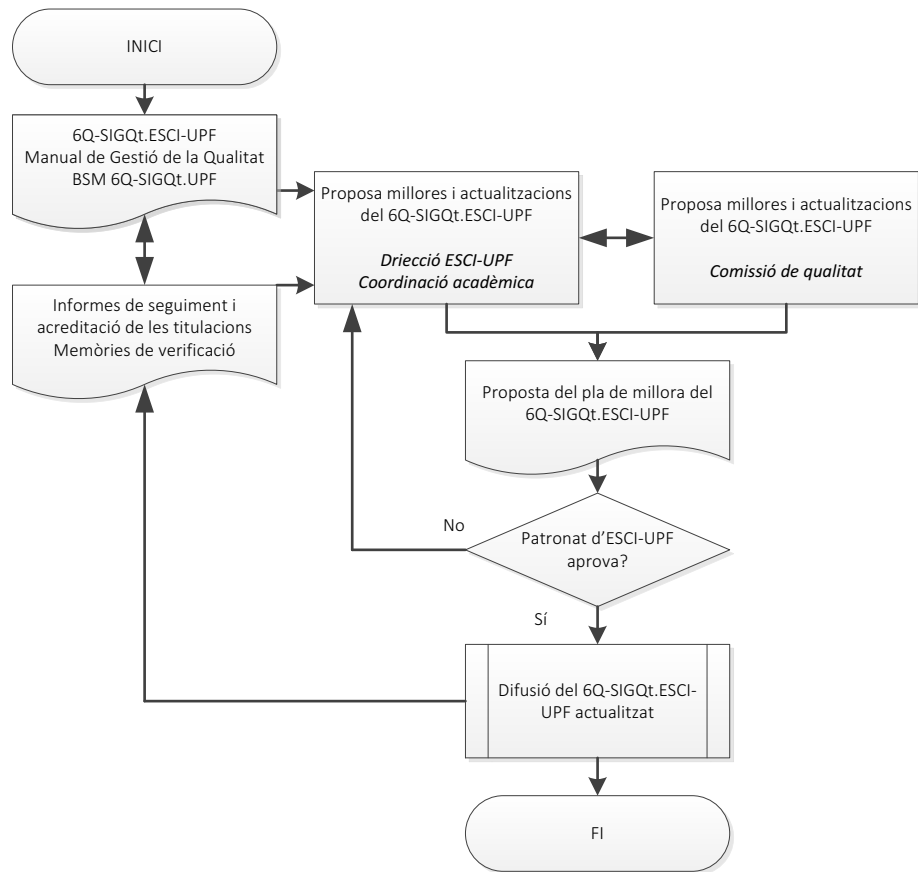 INICI
6Q-SIGQt.ESCI-UPF
Manual de Gestió de la Qualitat
BSM 6Q-SIGQt.UPF
Proposa millores i actualitzacions
del 6Q-SIGQt.ESCI-UPF
Driecció ESCI-UPF
Coordinació acadèmica
Proposa millores i actualitzacions
del 6Q-SIGQt.ESCI-UPF
Comissió de qualitat
Informes de seguiment i
acreditació de les titulacions
Memòries de verificació
Proposta del pla de millora del
6Q-SIGQt.ESCI-UPF
No
Patronat d’ESCI-UPF
aprova?
Sí
Difusió del 6Q-SIGQt.ESCI-
UPF actualitzat
FI